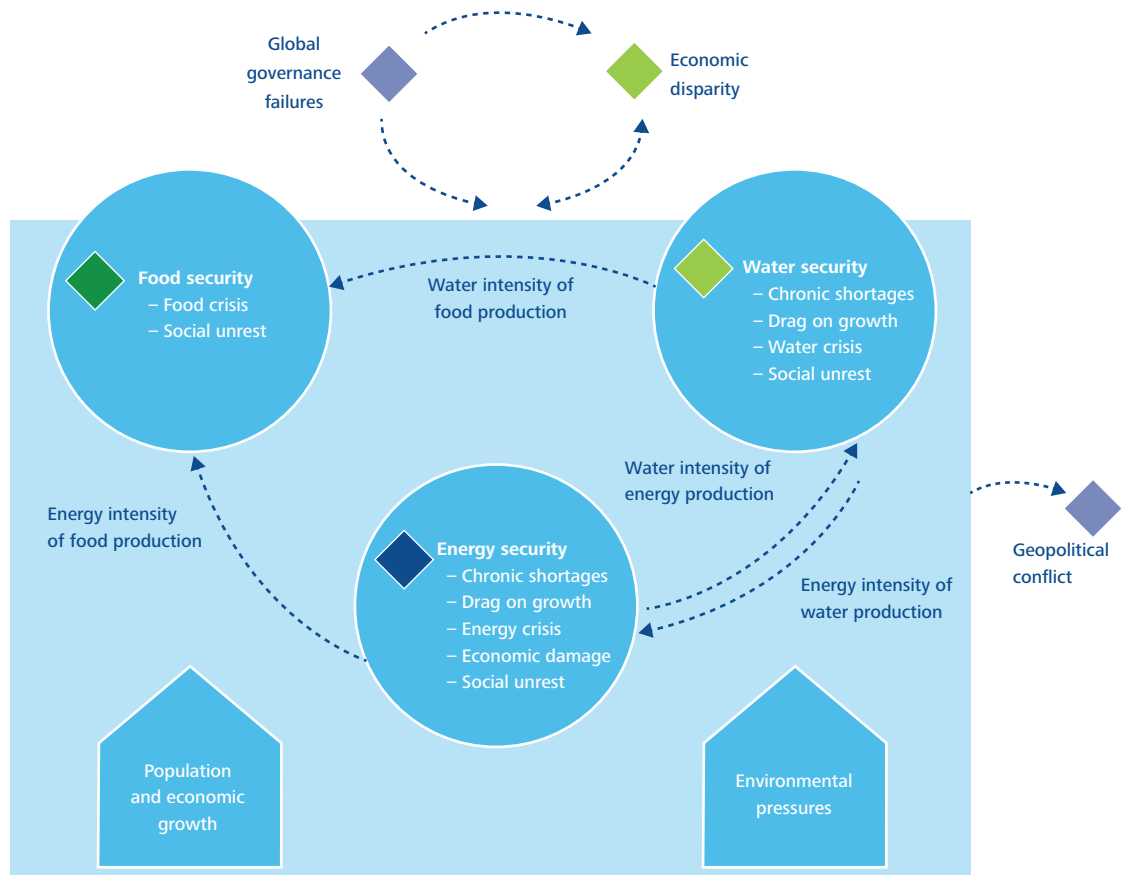 Global
governance
failures
Economic
disparity
Food security
– Food crisis
– Social unrest
Water intensity of
food production
Water security
– Chronic shortages
– Drag on growth
– Water crisis
– Social unrest
Energy intensity
of food production
Water intensity of
energy production
Energy security
– Chronic shortages
– Drag on growth
– Energy crisis
– Economic damage
– Social unrest
Energy intensity of
water production
Geopolitical
conflict
Population
and economic
growth
Environmental
pressures